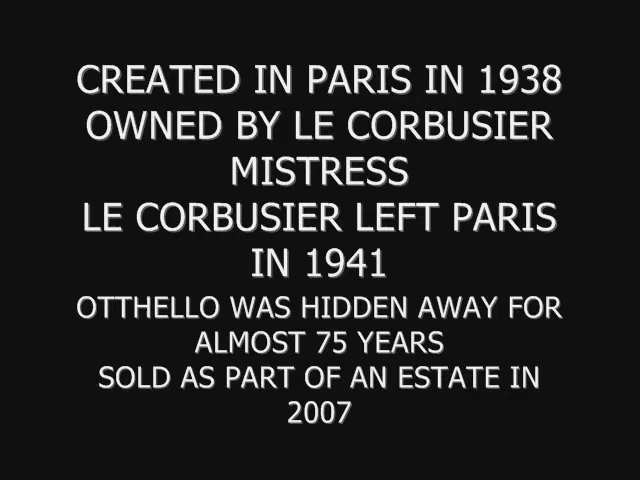 CREATED IN PARIS IN 1938
OWNED BY LE CORBUSIER
MISTRESS
LE CORBUSIER LEFT PARIS
IN 1941
OTTHELLO WAS HIDDEN AWAY FOR
ALMOST 75 YEARS
SOLD AS PART OF AN ESTATE IN
2007